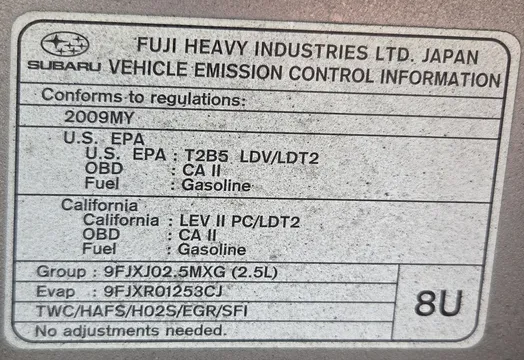 FUJI HEAVY INDUSTRIES LTD. JAPAN
SUBARU VEHICLE EMISSION CONTROL INFORMATION
Conforms to regulations:
2009MY
U.S. EPA
U.S. EPA : T2B5 LDV/LDT2
OBD : CA II
Fuel : Gasoline
California
California : LEV II PC/LDT2
OBD : CA II
Fuel : Gasoline
Group : 9FJXJ02.5MXG (2.5L)
Evap : 9FJXR01253CJ
TWC/HAFS/HO2S/EGR/SFI
No adjustments needed.
8U